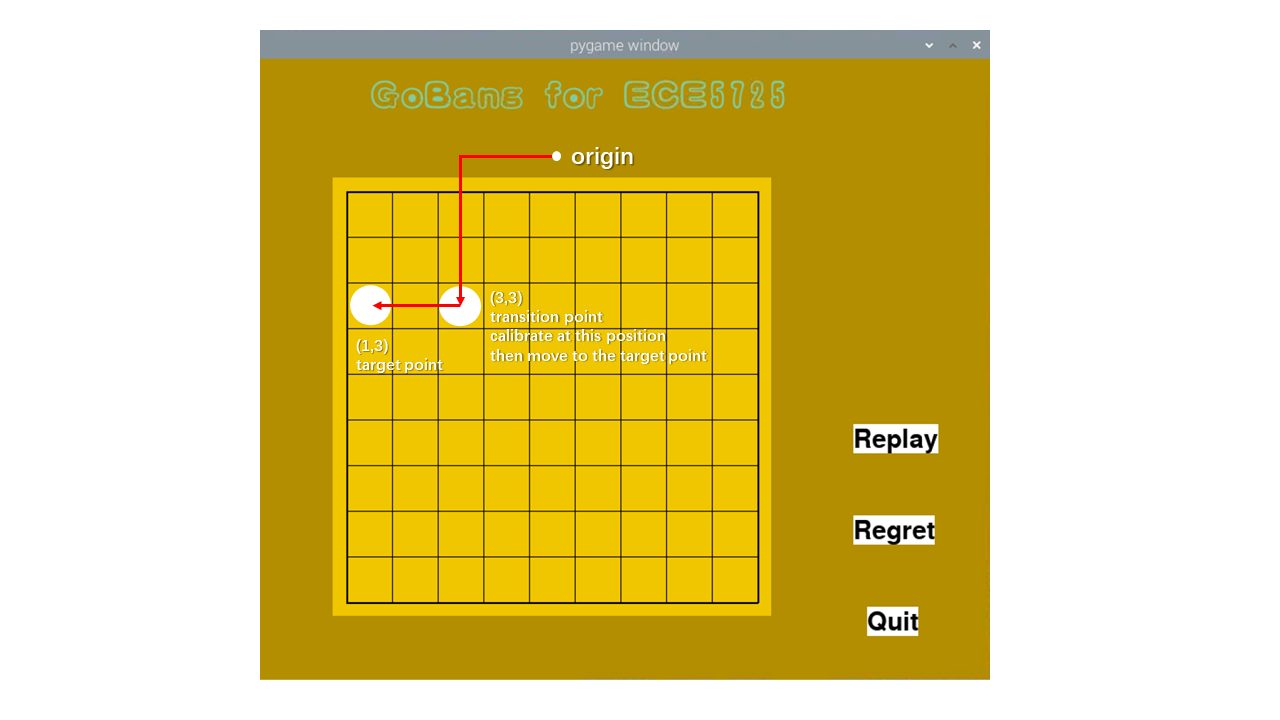 pygame window
GoBang for ECE5725
origin
(3,3)
transition point
calibrate at this position
then move to the target point
(1,3)
target point
Replay
Regret
Quit